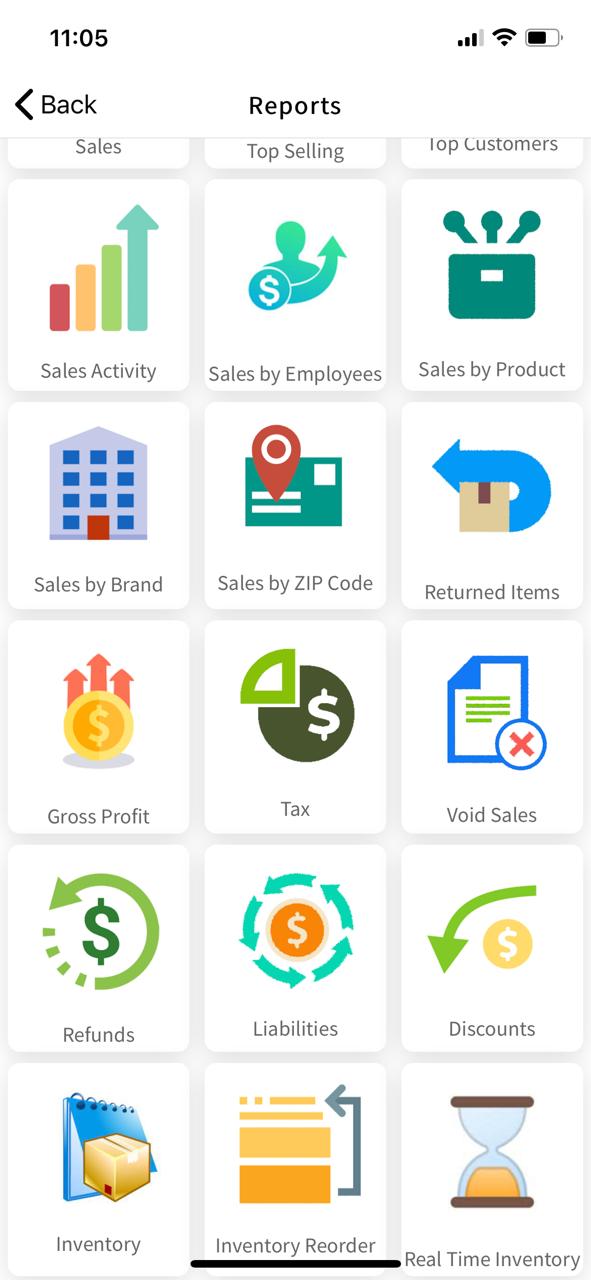 11:05
Back
Reports
Sales
Top Selling
Top Customers
Sales Activity
Sales by Employees
Sales by Product
Sales by Brand
Sales by ZIP Code
Returned Items
Gross Profit
Tax
Void Sales
Refunds
Liabilities
Discounts
Inventory
Inventory Reorder
Real Time Inventory